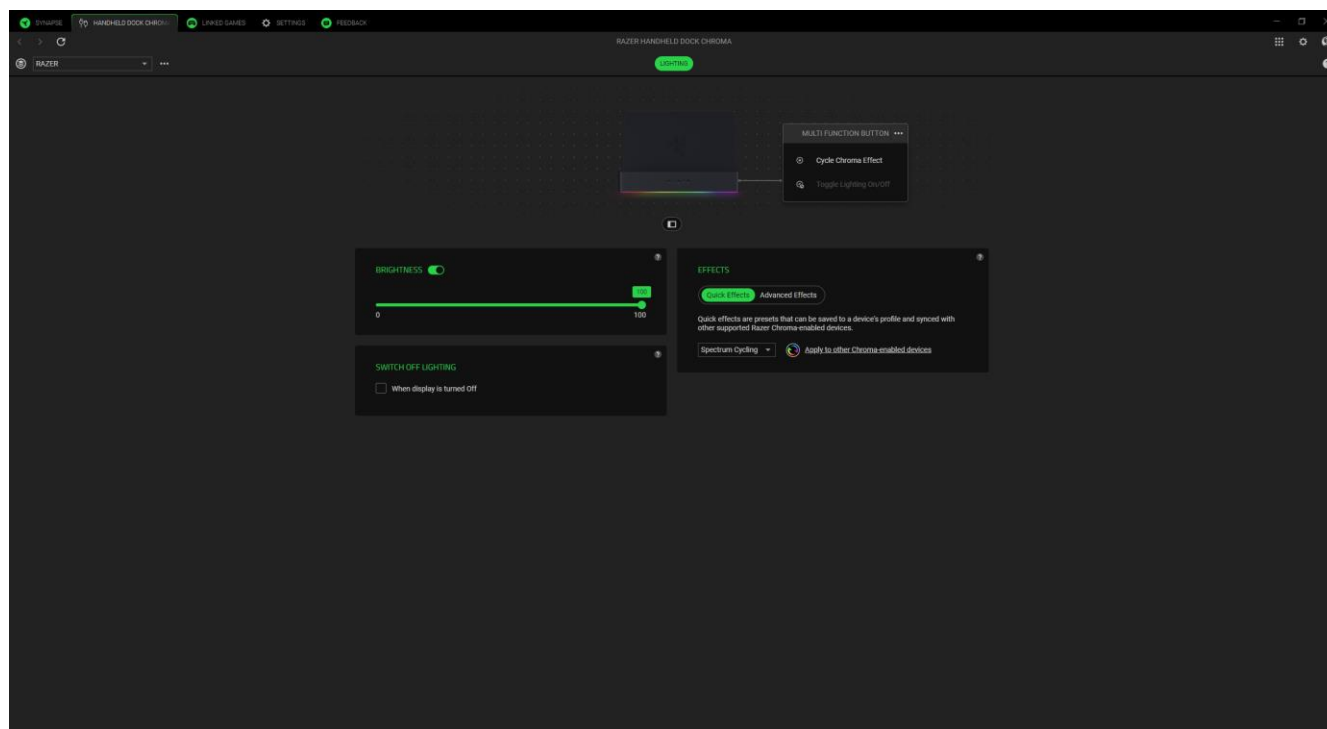 SYNAPSE
HANDHELD DOCK CHROM
LINKED GAMES
SETTINGS
FEEDBACK
RAZER HANDHELD DOCK CHROMA
RAZER
LIGHTING
MULTI FUNCTION BUTTON
Cycle Chroma Effect
Toggle Lighting On/Off
BRIGHTNESS
100
0
100
SWITCH OFF LIGHTING
When display is turned Off
EFFECTS
Quick Effects
Advanced Effects
Quick effects are presets that can be saved to a device's profile and synced with
other supported Razer Chroma-enabled devices.
Spectrum Cycling
Apply to other Chroma-enabled devices